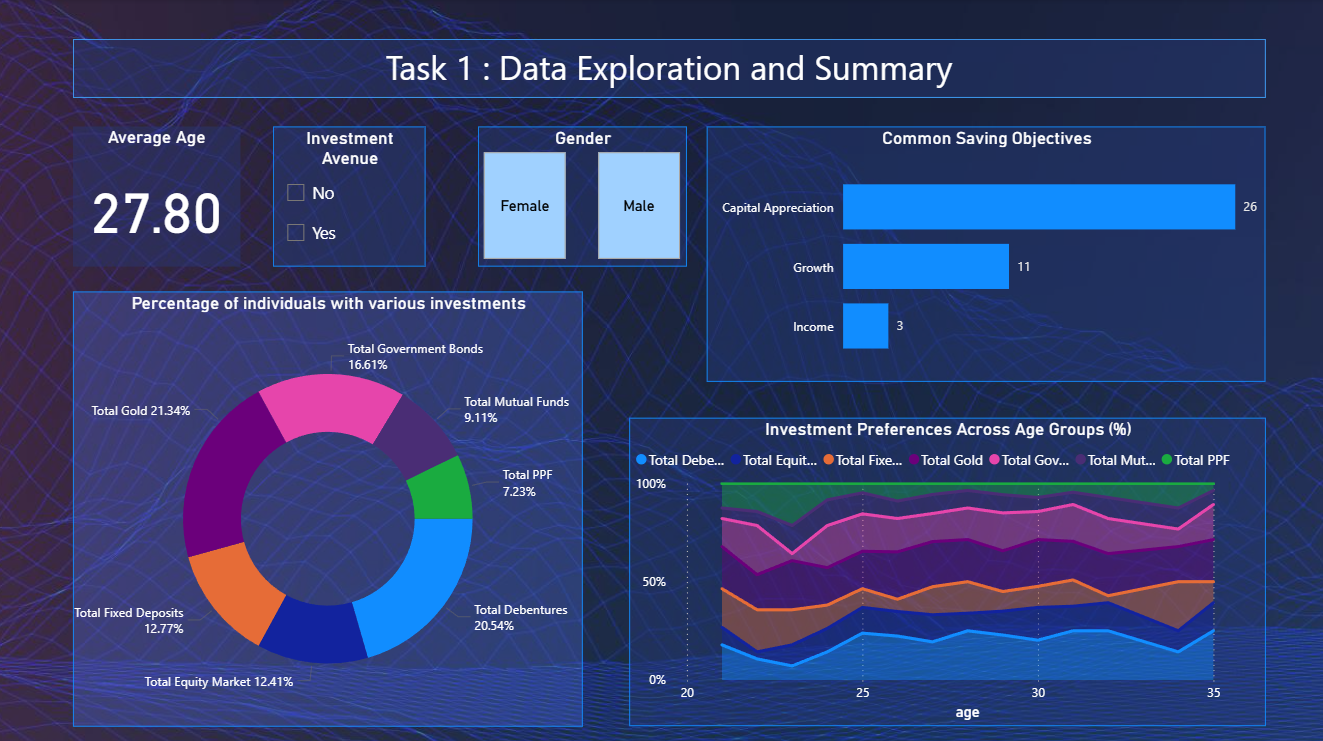 Task 1 : Data Exploration and Summary
Average Age
27.80
Investment
Avenue
No
Yes
Gender
Female
Male
Common Saving Objectives
Capital Appreciation
26
Growth
11
Income
3
Percentage of individuals with various investments
Total Government Bonds
16.61%
Total Mutual Funds
9.11%
Total Gold 21.34%
Total PPF
7.23%
Total Fixed Deposits
12.77%
Total Debentures
20.54%
Total Equity Market 12.41%
Investment Preferences Across Age Groups (%)
Total Debe... Total Equit... Total Fixe... Total Gold Total Gov... Total Mut... Total PPF
100%
50%
0%
20 25 30 35
age